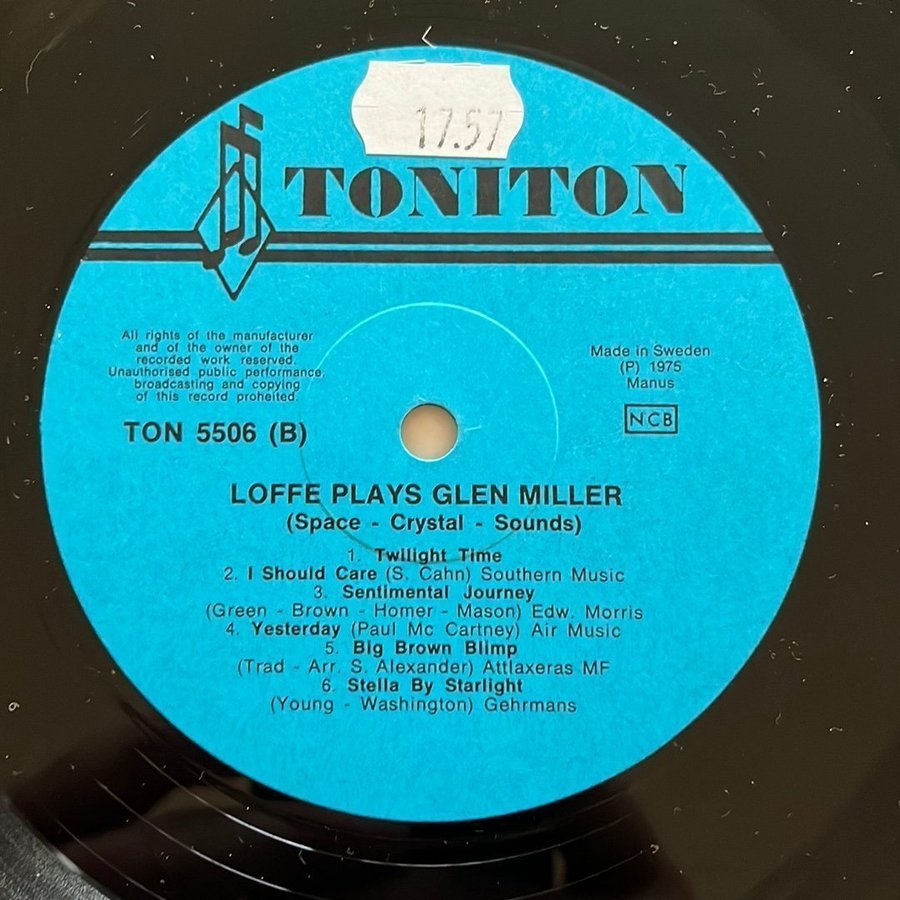 17.57
TONITON
All rights of the manufacturer
and of the owner of the
recorded work reserved.
Unauthorised public performance,
broadcasting and copying
of this record proheited.
TON 5506 (B)
Made in Sweden
(P) 1975
Manus
NCB
LOFFE PLAYS GLEN MILLER
(Space - Crystal - Sounds)
1. Twilight Time
2. I Should Care (S. Cahn) Southern Music
3. Sentimental Journey
(Green - Brown - Homer - Mason) Edw. Morris
4. Yesterday (Paul Mc Cartney) Air Music
5. Big Brown Blimp
(Trad - Arr. S. Alexander) Attlaxeras MF
6. Stella By Starlight
(Young - Washington) Gehrmans